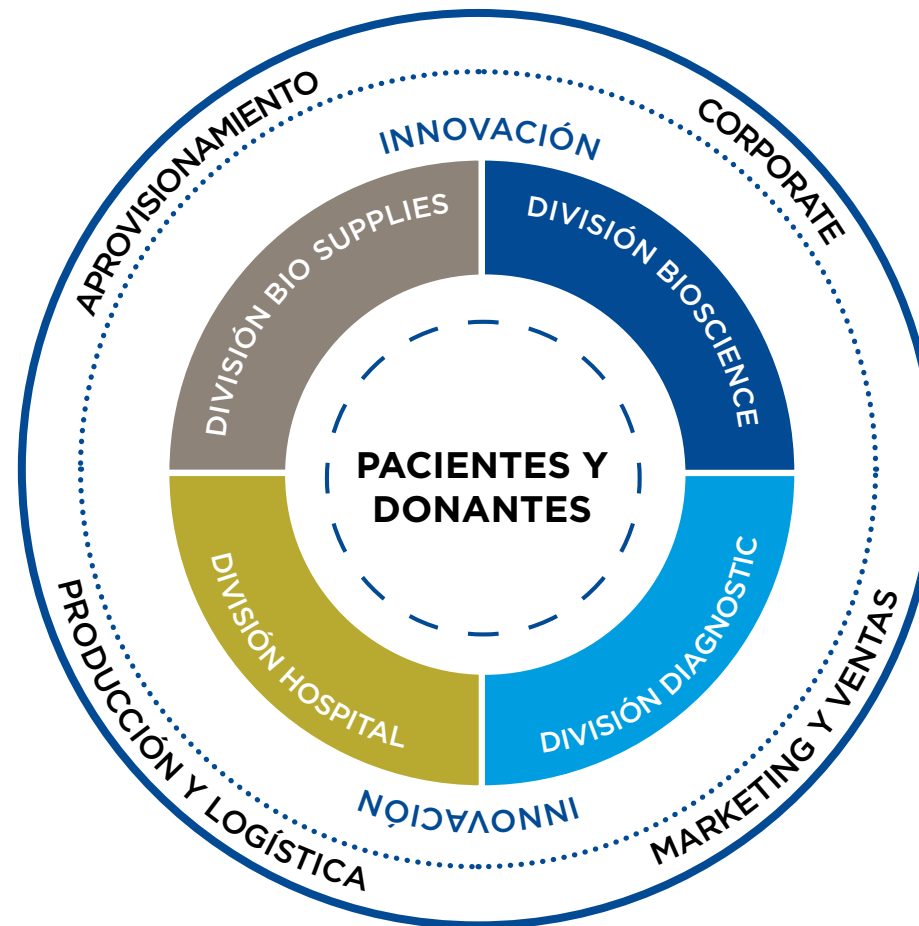 APROVISIONAMIENTO
CORPORATE
INNOVACIÓN
DIVISIÓN BIO SUPPLIES
DIVISIÓN BIOSCIENCE
PACIENTES Y
DONANTES
DIVISIÓN HOSPITAL
DIVISIÓN DIAGNOSTIC
INNOVACIÓN
PRODUCCIÓN Y LOGÍSTICA
MARKETING Y VENTAS